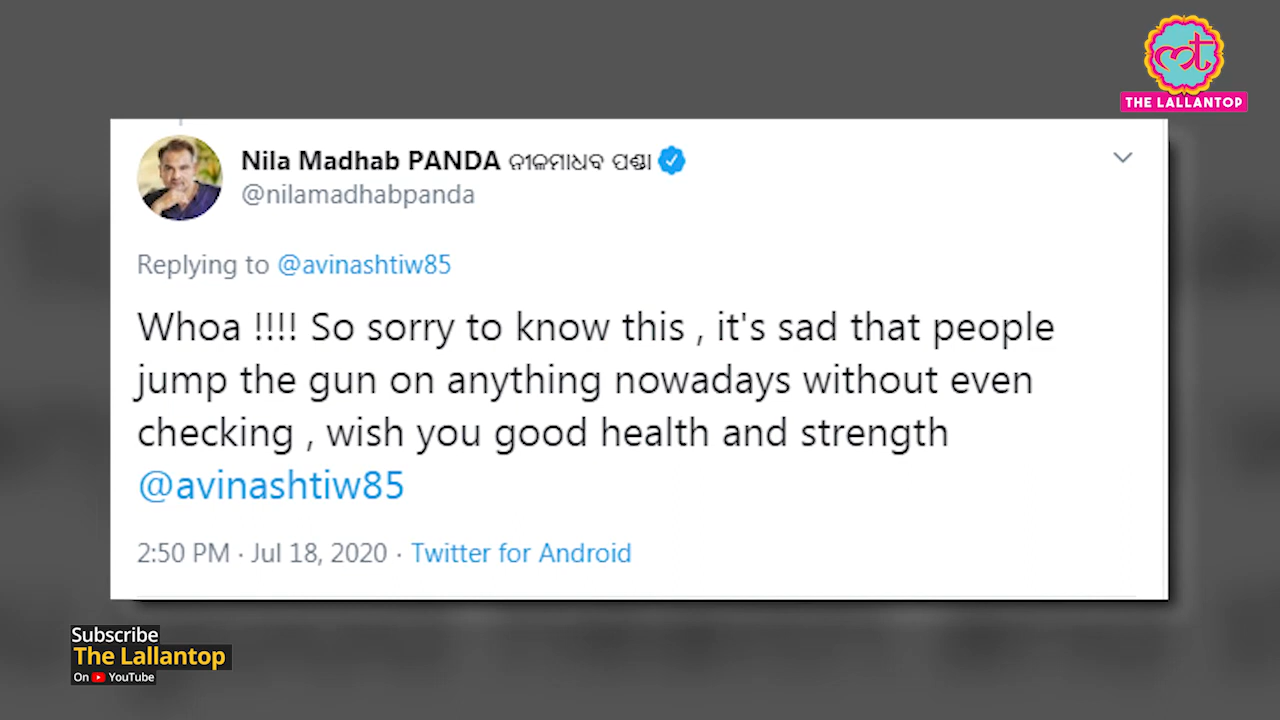 mt
THE LALLANTOP
Nila Madhab PANDA ନୀଳମାଧବ ପଣ୍ଡା
@nilamadhabpanda
Replying to @avinashtiw85
Whoa !!!! So sorry to know this , it's sad that people
jump the gun on anything nowadays without even
checking , wish you good health and strength
@avinashtiw85
2:50 PM · Jul 18, 2020 · Twitter for Android
Subscribe
The Lallantop
On YouTube